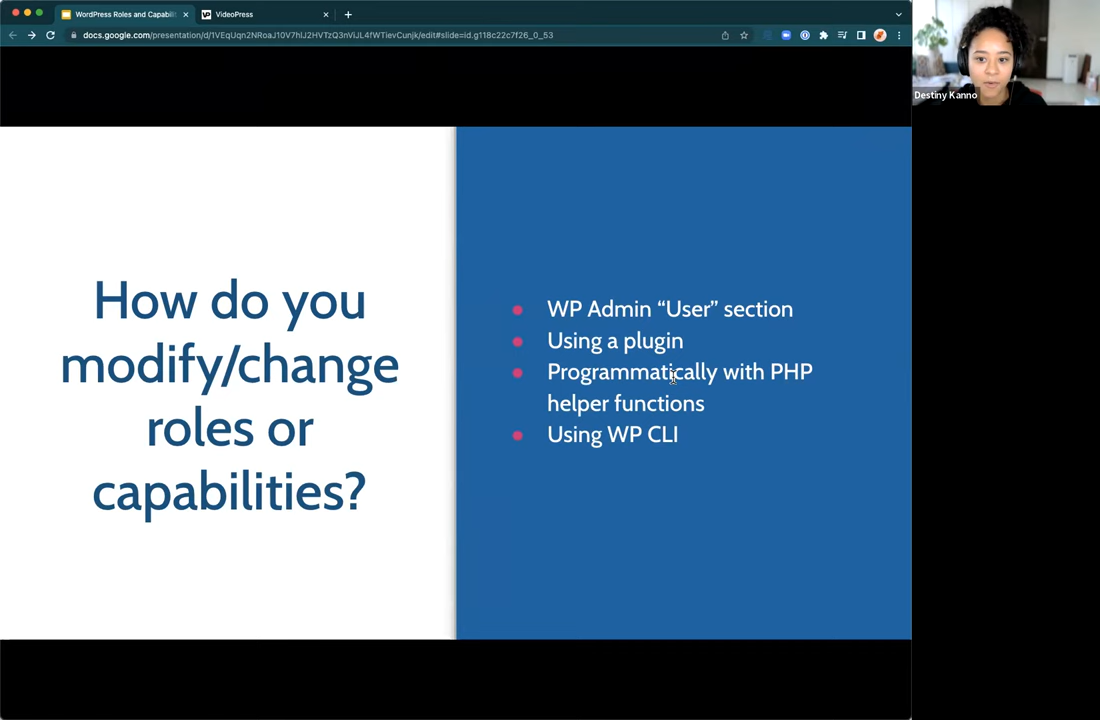 WordPress Roles and Capabili
VideoPress
docs.google.com/presentation/d/1VEqUqn2NRoaJ10V7hlJ2HVTzQ3nViJL4fWTievCunjk/edit#slide=id.g118c22c7f26_0_53
Destiny Kanno
How do you
modify/change
roles or
capabilities?
WP Admin “User” section
Using a plugin
Programmatically with PHP
helper functions
Using WP CLI